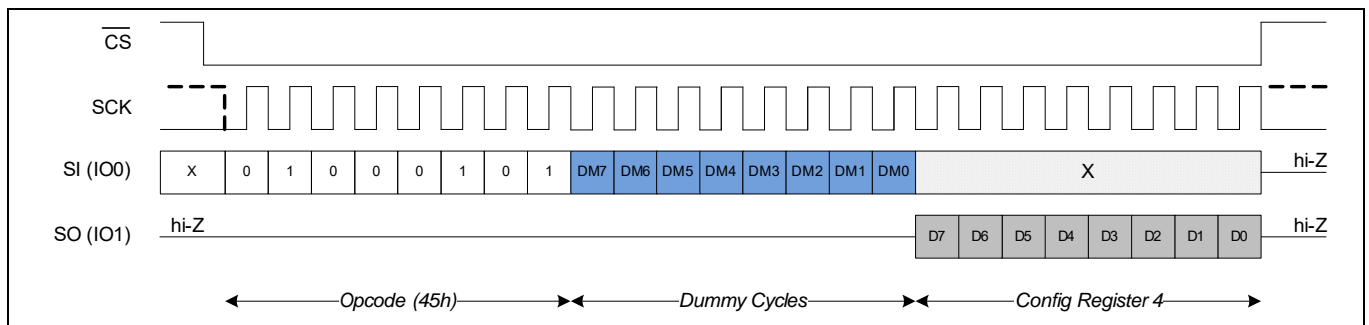 CS
SCK
SI (IO0) X 0 1 0 0 0 1 0 1 DM7 DM6 DM5 DM4 DM3 DM2 DM1 DM0 X hi-Z
SO (IO1) hi-Z D7 D6 D5 D4 D3 D2 D1 D0 hi-Z
Opcode (45h) Dummy Cycles Config Register 4